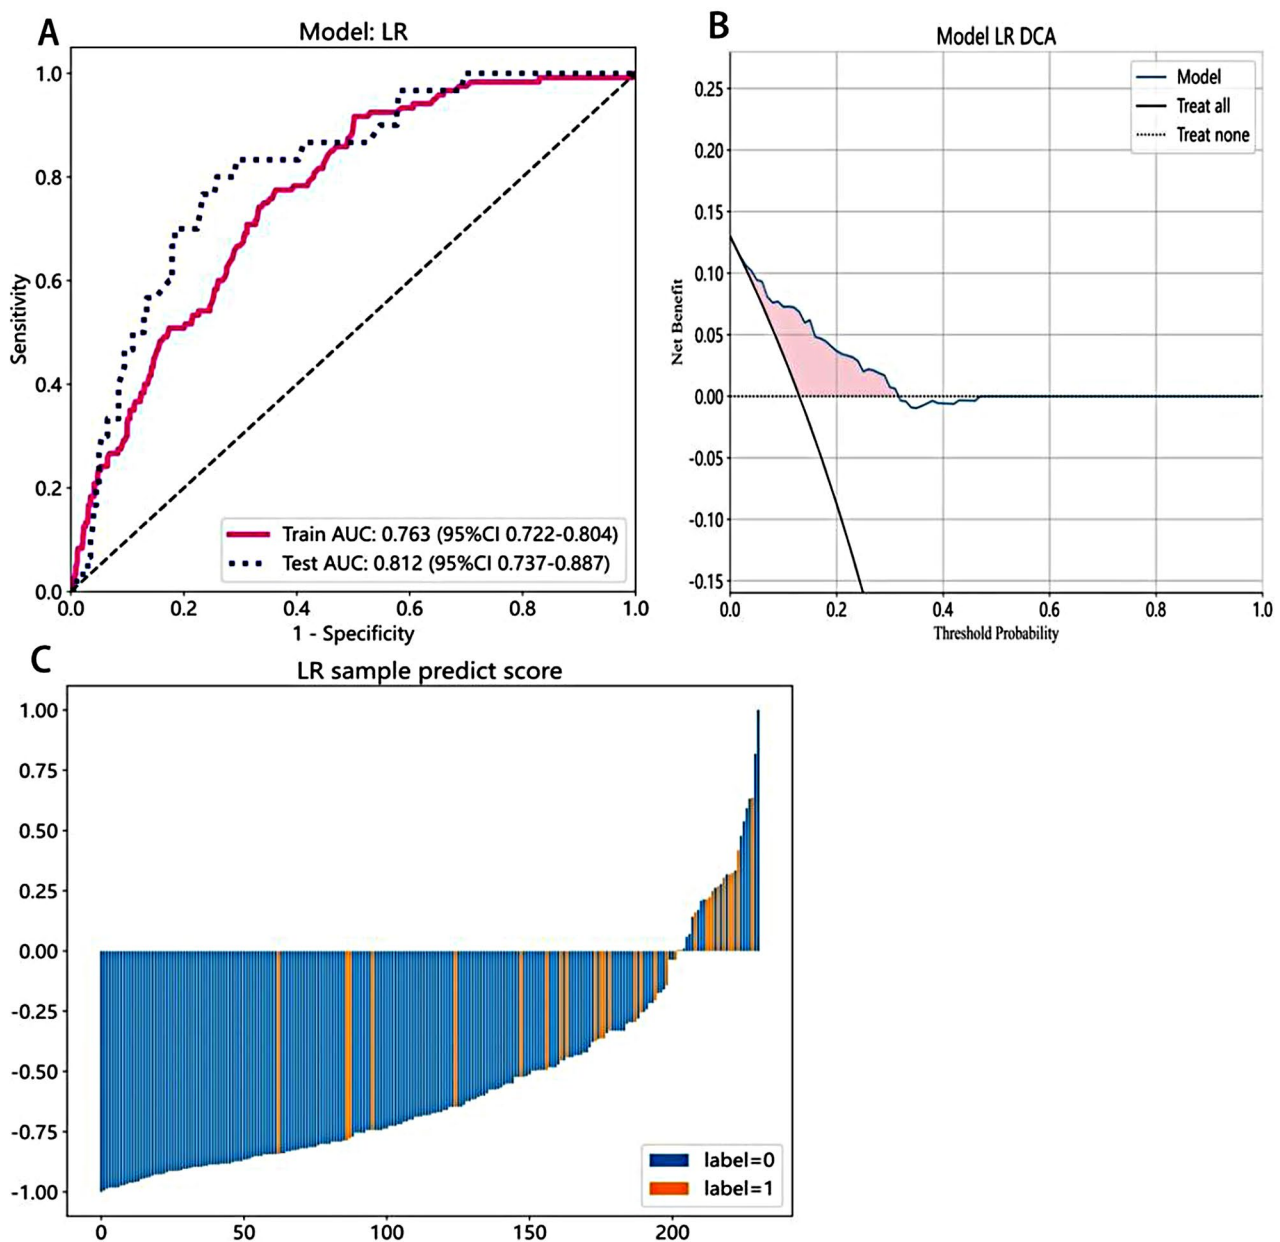 A
Model: LR
1.0
0.8
0.6
0.4
0.2
0.0
Sensitivity
Train AUC: 0.763 (95%CI 0.722-0.804)
Test AUC: 0.812 (95%CI 0.737-0.887)
0.0 0.2 0.4 0.6 0.8 1.0
1 - Specificity
B
Model LR DCA
Model
Treat all
Treat none
0.25
0.20
0.15
0.10
0.05
0.00
-0.05
-0.10
-0.15
Net Benefit
0.0 0.2 0.4 0.6 0.8 1.0
Threshold Probability
C
LR sample predict score
1.00
0.75
0.50
0.25
0.00
-0.25
-0.50
-0.75
-1.00
label=0
label=1
0 50 100 150 200